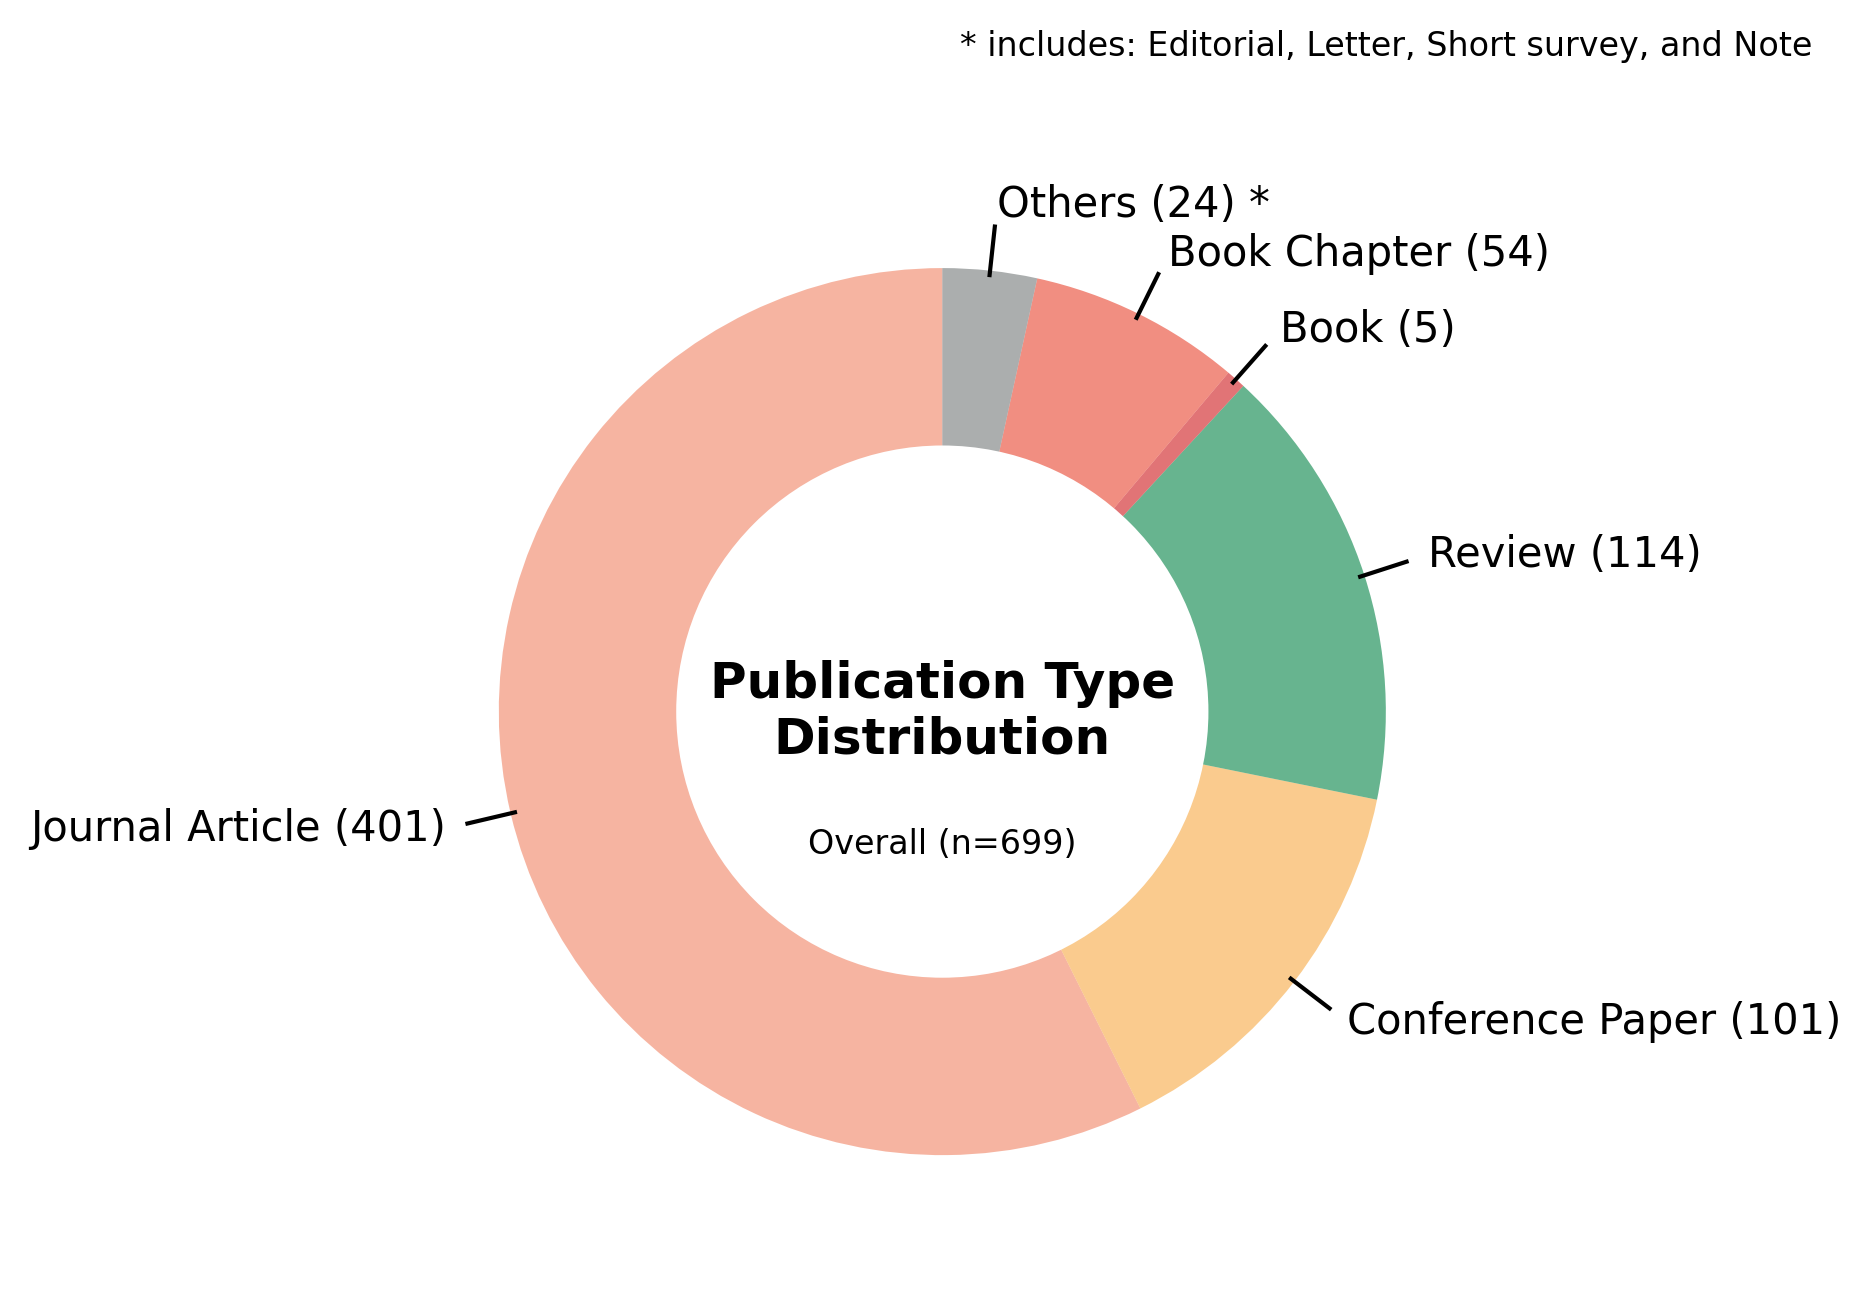 * includes: Editorial, Letter, Short survey, and Note
Others (24) *
Book Chapter (54)
Book (5)
Review (114)
Publication Type
Distribution
Journal Article (401)
Overall (n=699)
Conference Paper (101)